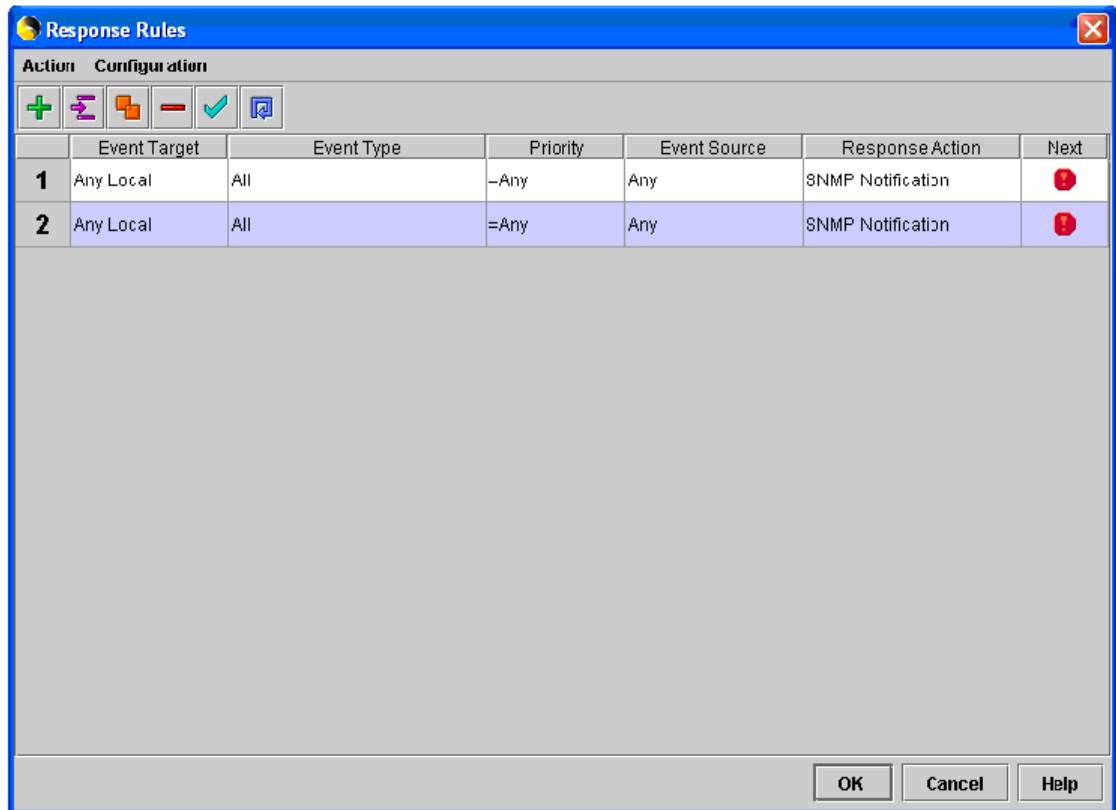 Response Rules
Action Configuration
Event Target Event Type Priority Event Source Response Action Next
1 Any Local All =Any Any SNMP Notification
2 Any Local All =Any Any SNMP Notification
OK Cancel Help